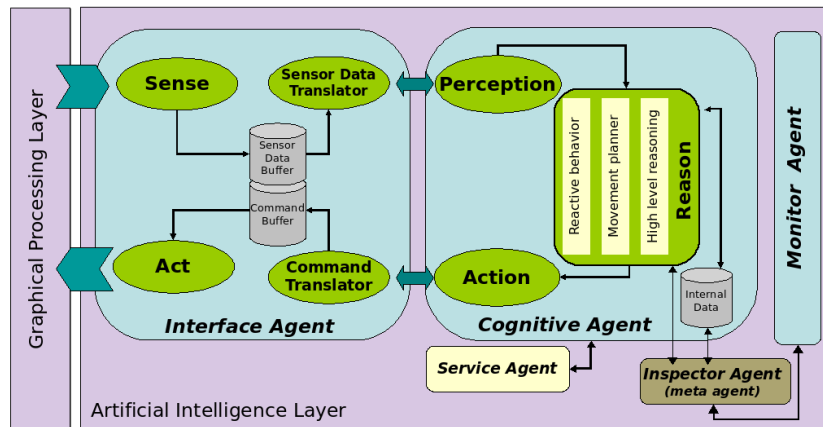 Graphical Processing Layer
Sense
Sensor Data
Translator
Sensor
Data
Buffer
Command
Buffer
Act
Command
Translator
Interface Agent
Perception
Reactive behavior
Movement planner
High level reasoning
Reason
Action
Internal
Data
Cognitive Agent
Monitor Agent
Service Agent
Inspector Agent
(meta agent)
Artificial Intelligence Layer